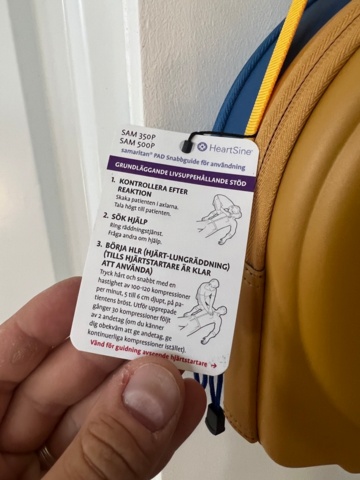 SAM 350P
SAM 500P
HeartSine
samaritan® PAD Snabbguide för användning
GRUNDLÄGGANDE LIVSUPPEHÅLLANDE STÖD
1. KONTROLLERA EFTER
REAKTION
Skaka patienten i axlarna.
Tala högt till patienten.
2. SÖK HJÄLP
Ring räddningstjänst.
Fråga andra om hjälp.
3. BÖRJA HLR (HJÄRT-LUNGRÄDDNING)
(TILLS HJÄRTSTARTARE ÄR KLAR
ATT ANVÄNDA)
Tryck hårt och snabbt med en
hastighet av 100-120 kompressioner
per minut, 5 till 6 cm djupt, på pa-
tientens bröst. Utför upprepade
gånger 30 kompressioner följt
av 2 andetag (om du känner
dig obekväm att ge andetag, ge
kontinuerliga kompressioner istället).
Vänd för guidning avseende hjärtstartare →